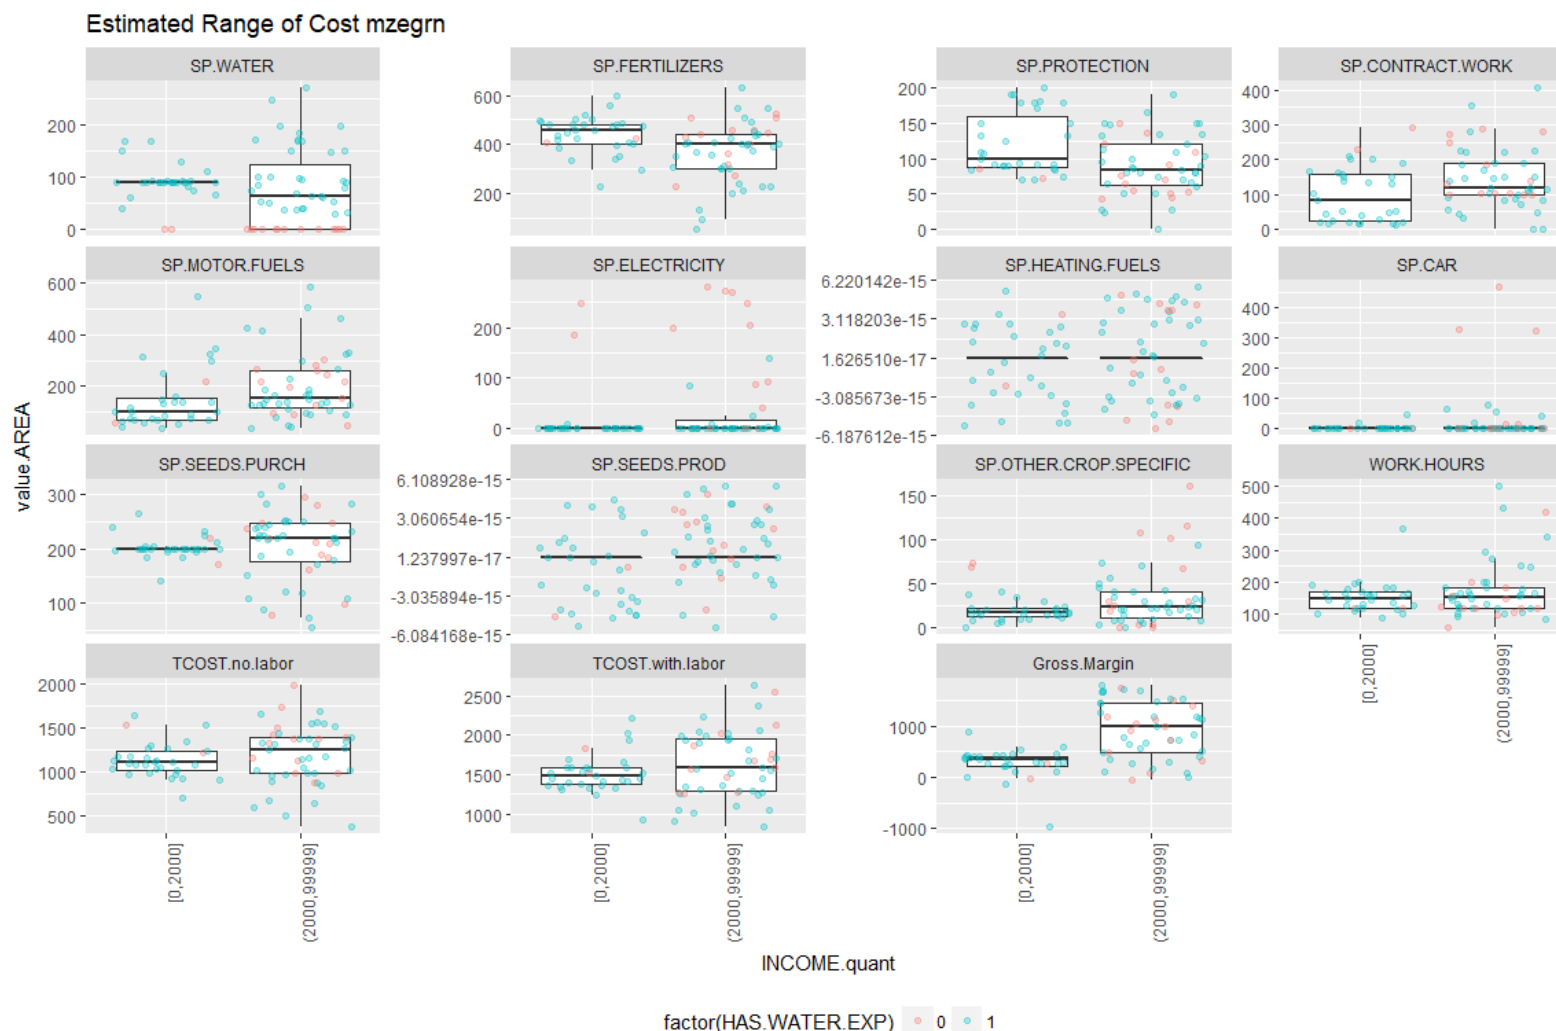 Estimated Range of Cost mzegrn
SP.WATER
SP.FERTILIZERS
SP.PROTECTION
SP.CONTRACT.WORK
200
100
0
600
400
200
200
150
100
50
0
400
300
200
100
0
SP.MOTOR.FUELS
SP.ELECTRICITY
SP.HEATING.FUELS
SP.CAR
600
400
200
200
100
0
6.220142e-15
3.118203e-15
1.626510e-17
-3.085673e-15
-6.187612e-15
400
300
200
100
0
SP.SEEDS.PURCH
SP.SEEDS.PROD
SP.OTHER.CROP.SPECIFIC
WORK.HOURS
300
200
100
6.108928e-15
3.060654e-15
1.237997e-17
-3.035894e-15
-6.084168e-15
150
100
50
0
500
400
300
200
100
TCOST.no.labor
TCOST.with.labor
Gross.Margin
2000
1500
1000
500
2500
2000
1500
1000
1000
0
-1000
[0,2000]
(2000,99999]
[0,2000]
(2000,99999]
[0,2000]
(2000,99999]
[0,2000]
(2000,99999]
value.AREA
INCOME.quant
factor(HAS.WATER.EXP) 0 1